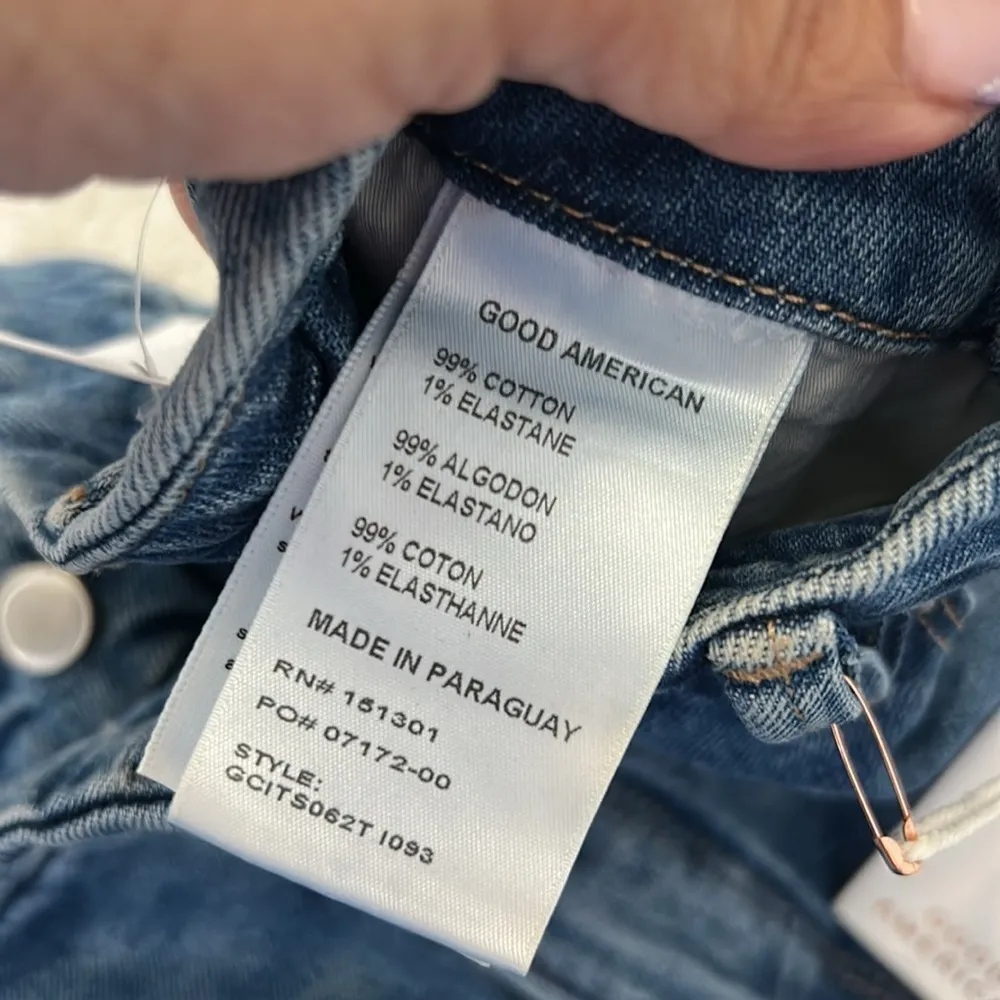 GOOD AMERICAN
99% COTTON
1% ELASTANE
99% ALGODON
1% ELASTANO
99% COTON
1% ELASTHANNE
MADE IN PARAGUAY
RN# 151301
PO# 07172-00
STYLE:
GCITS062T I093